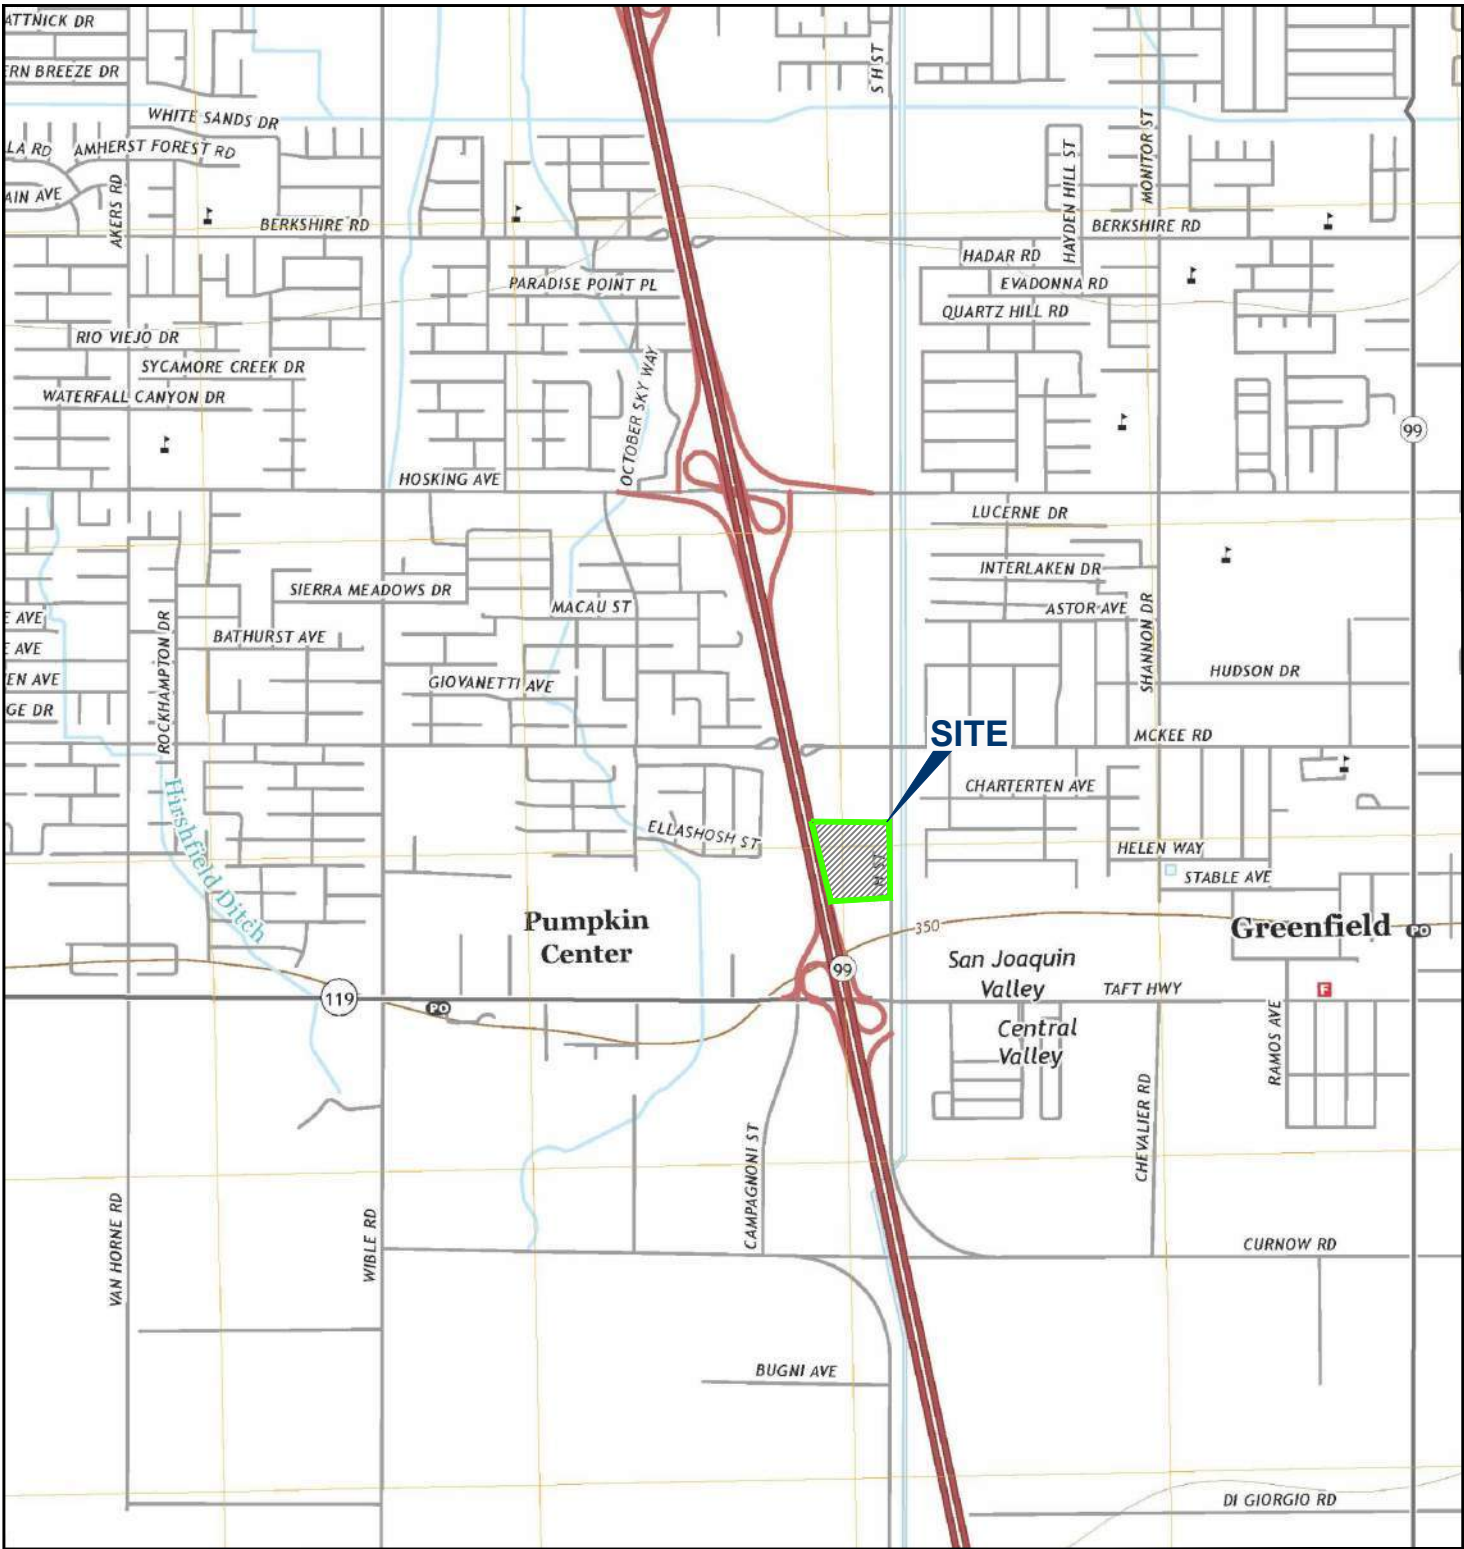 ATTNICK DR
S H ST
ERN BREEZE DR
WHITE SANDS DR
LA RD
AMHERST FOREST RD
MONITOR ST
HAYDEN HILL ST
AIN AVE
AKERS RD
BERKSHIRE RD
BERKSHIRE RD
HADAR RD
PARADISE POINT PL
EVADONNA RD
QUARTZ HILL RD
RIO VIEJO DR
SYCAMORE CREEK DR
OCTOBER SKY WAY
WATERFALL CANYON DR
99
HOSKING AVE
LUCERNE DR
INTERLAKEN DR
SIERRA MEADOWS DR
MACAU ST
ASTOR AVE
E AVE
ROCKHAMPTON DR
BATHURST AVE
SHANNON DR
E AVE
EN AVE
GIOVANETTI AVE
HUDSON DR
GE DR
SITE
MCKEE RD
Hirshfield Ditch
CHARTERTEN AVE
ELLASHOSH ST
HELEN WAY
H ST
STABLE AVE
Pumpkin
Center
350
Greenfield
PO
99
San Joaquin
Valley
TAFT HWY
F
119
PO
Central
Valley
RAMOS AVE
CHEVALIER RD
CAMPAGNONI ST
VAN HORNE RD
WIBLE RD
CURNOW RD
BUGNI AVE
DI GIORGIO RD